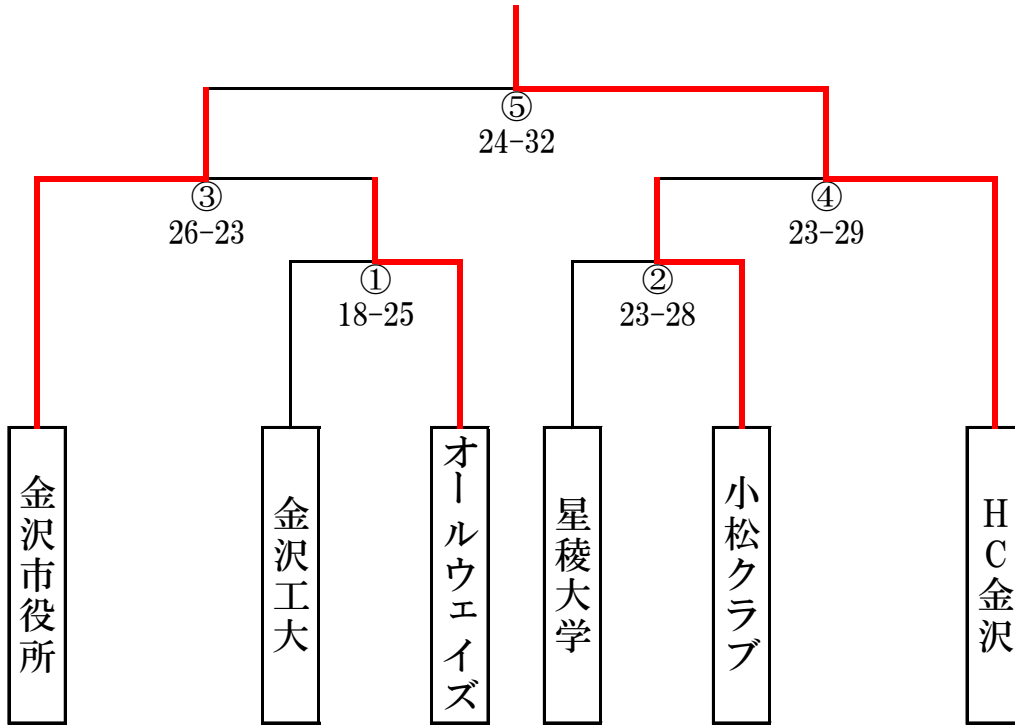 ⑤
24-32
③
26-23
④
23-29
①
18-25
②
23-28
金沢市役所
金沢工大
オールウェイズ
星稜大学
小松クラブ
HC金沢